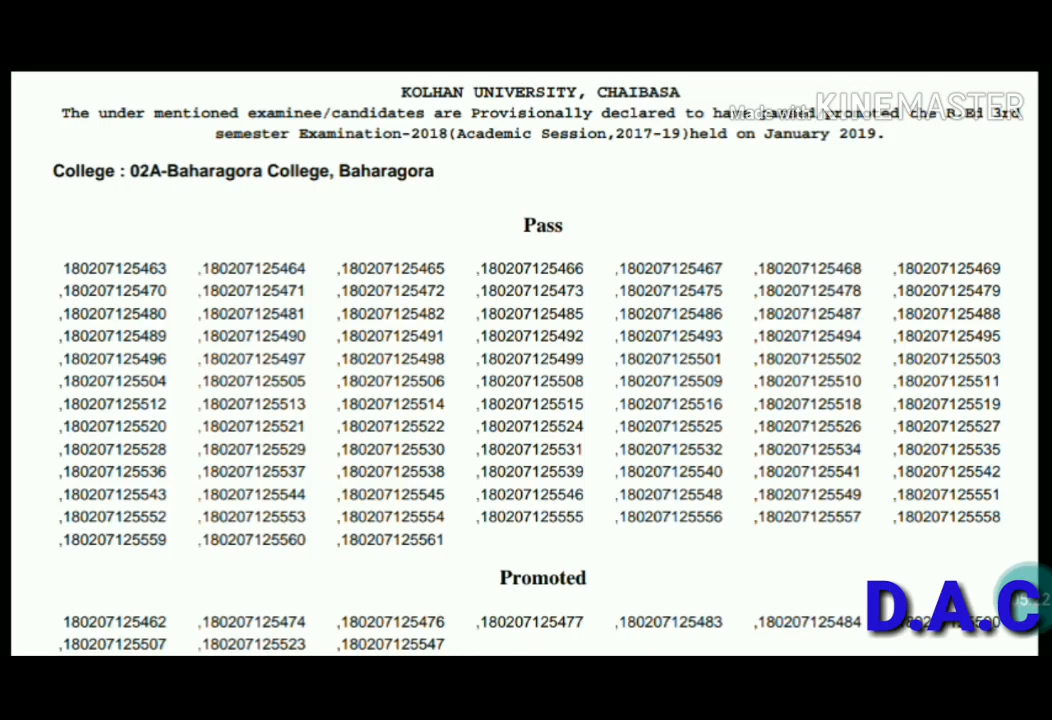 KOLHAN UNIVERSITY, CHAIBASA
Made with KINEMASTER
The under mentioned examinee/candidates are Provisionally declared to have promoted the B.Ed 3rd
semester Examination-2018(Academic Session,2017-19)held on January 2019.
College : 02A-Baharagora College, Baharagora
Pass
180207125463 ,180207125464 ,180207125465 ,180207125466 ,180207125467 ,180207125468 ,180207125469
,180207125470 ,180207125471 ,180207125472 ,180207125473 ,180207125475 ,180207125478 ,180207125479
,180207125480 ,180207125481 ,180207125482 ,180207125485 ,180207125486 ,180207125487 ,180207125488
,180207125489 ,180207125490 ,180207125491 ,180207125492 ,180207125493 ,180207125494 ,180207125495
,180207125496 ,180207125497 ,180207125498 ,180207125499 ,180207125501 ,180207125502 ,180207125503
,180207125504 ,180207125505 ,180207125506 ,180207125508 ,180207125509 ,180207125510 ,180207125511
,180207125512 ,180207125513 ,180207125514 ,180207125515 ,180207125516 ,180207125518 ,180207125519
,180207125520 ,180207125521 ,180207125522 ,180207125524 ,180207125525 ,180207125526 ,180207125527
,180207125528 ,180207125529 ,180207125530 ,180207125531 ,180207125532 ,180207125534 ,180207125535
,180207125536 ,180207125537 ,180207125538 ,180207125539 ,180207125540 ,180207125541 ,180207125542
,180207125543 ,180207125544 ,180207125545 ,180207125546 ,180207125548 ,180207125549 ,180207125551
,180207125552 ,180207125553 ,180207125554 ,180207125555 ,180207125556 ,180207125557 ,180207125558
,180207125559 ,180207125560 ,180207125561
Promoted
180207125462 ,180207125474 ,180207125476 ,180207125477 ,180207125483 ,180207125484
D.A.C
,180207125507 ,180207125523 ,180207125547